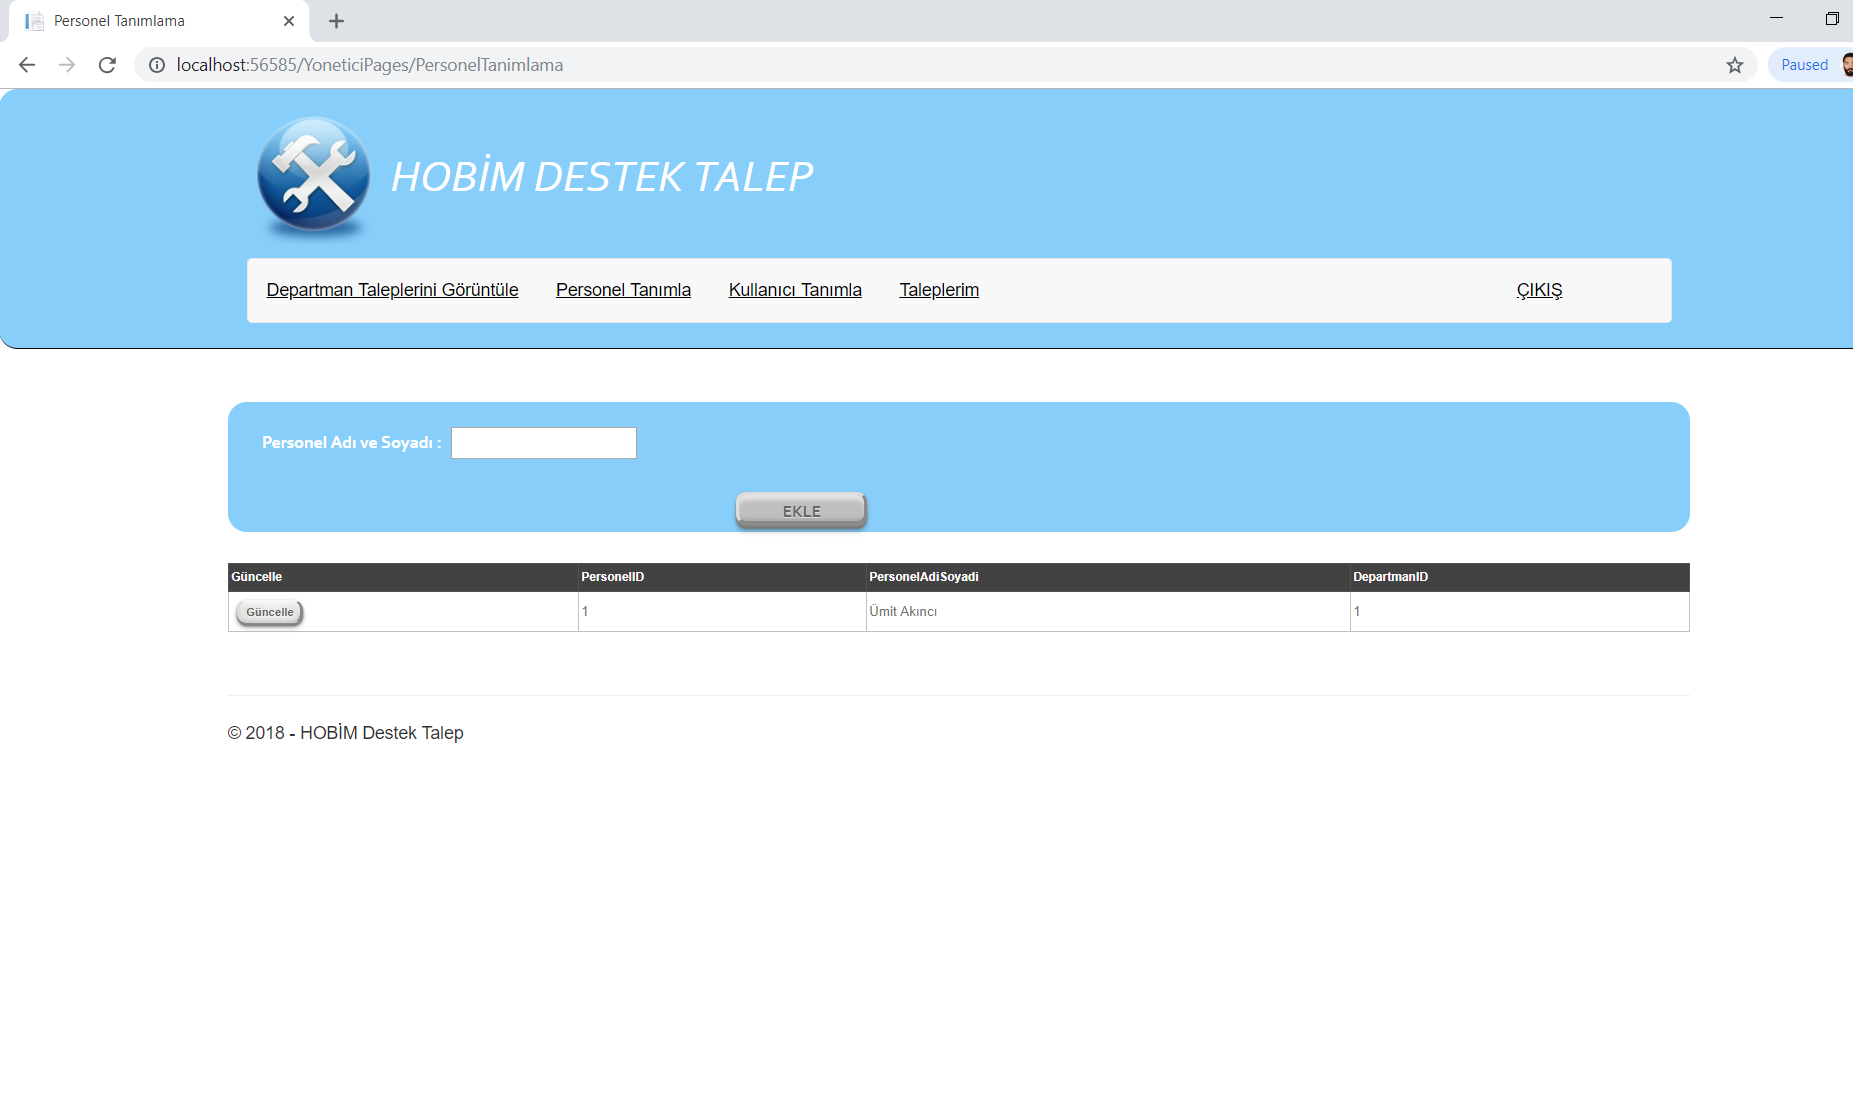 Personel Tanımlama
localhost:56585/YoneticiPages/PersonelTanimlama
Paused
HOBİM DESTEK TALEP
Departman Taleplerini Görüntüle Personel Tanımla Kullanıcı Tanımla Taleplerim ÇIKIŞ
Personel Adı ve Soyadı :
EKLE
Güncelle PersonelID PersonelAdiSoyadi DepartmanID
Güncelle 1 Ümit Akıncı 1
© 2018 - HOBİM Destek Talep